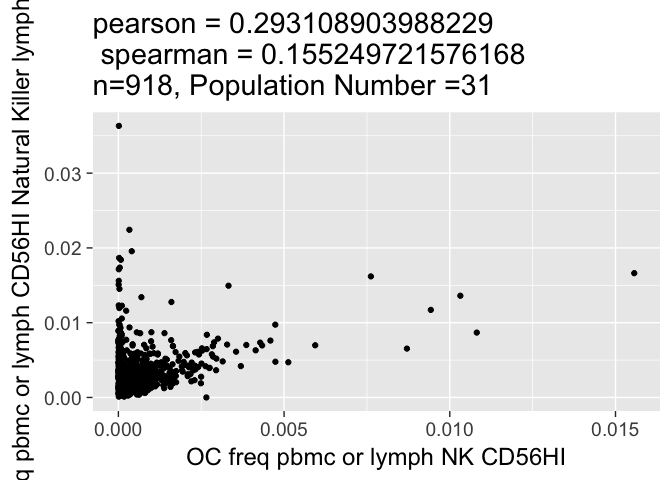 pearson = 0.293108903988229
spearman = 0.155249721576168
n=918, Population Number =31
q pbmc or lymph CD56HI Natural Killer lymph
0.03
0.02
0.01
0.00
0.000 0.005 0.010 0.015
OC freq pbmc or lymph NK CD56HI